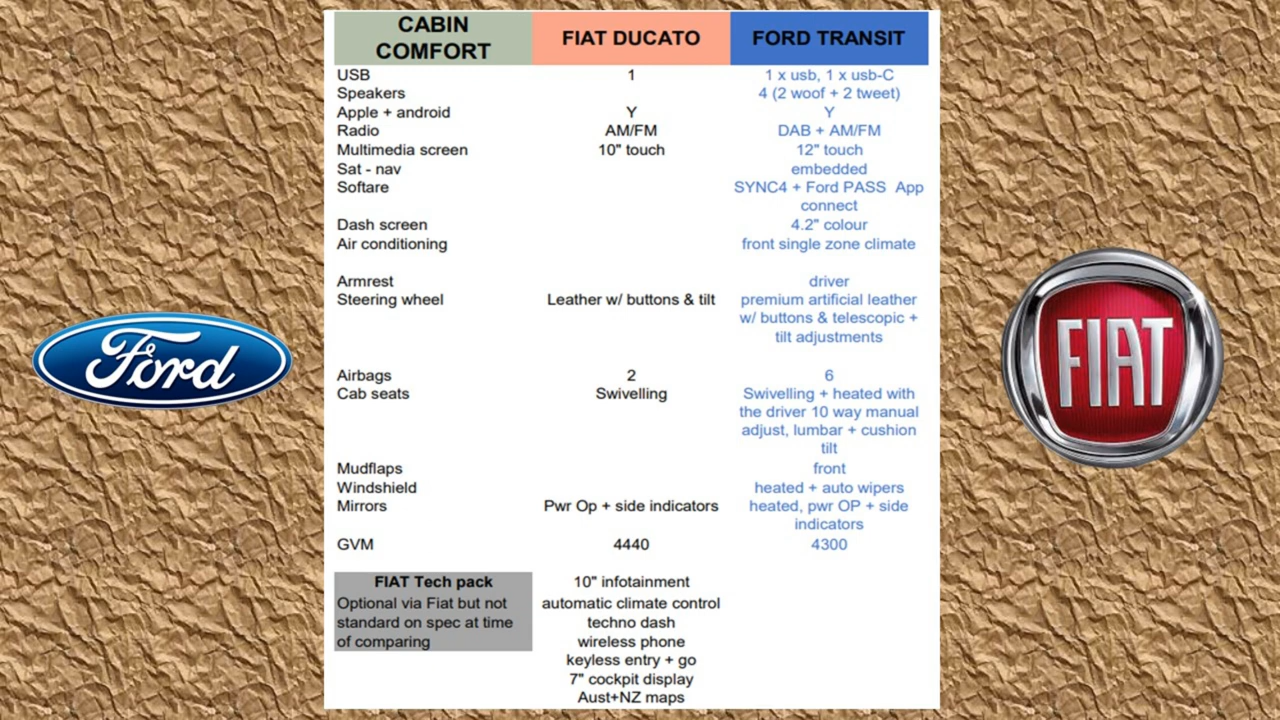 CABIN COMFORT FIAT DUCATO FORD TRANSIT
USB 1 1 x usb, 1 x usb-C
Speakers 4 (2 woof + 2 tweet)
Apple + android Y Y
Radio AM/FM DAB + AM/FM
Multimedia screen 10" touch 12" touch
Sat - nav embedded
Softare SYNC4 + Ford PASS App
connect
Dash screen 4.2" colour
Air conditioning front single zone climate
Armrest driver
Steering wheel Leather w/ buttons & tilt premium artificial leather
w/ buttons & telescopic +
tilt adjustments
Airbags 2 6
Cab seats Swivelling Swivelling + heated with
the driver 10 way manual
adjust, lumbar + cushion
tilt
Mudflaps front
Windshield heated + auto wipers
Mirrors Pwr Op + side indicators heated, pwr OP + side
indicators
GVM 4440 4300
FIAT Tech pack 10" infotainment
Optional via Fiat but not automatic climate control
standard on spec at time techno dash
of comparing wireless phone
keyless entry + go
7" cockpit display
Aust+NZ maps
Ford
FIAT